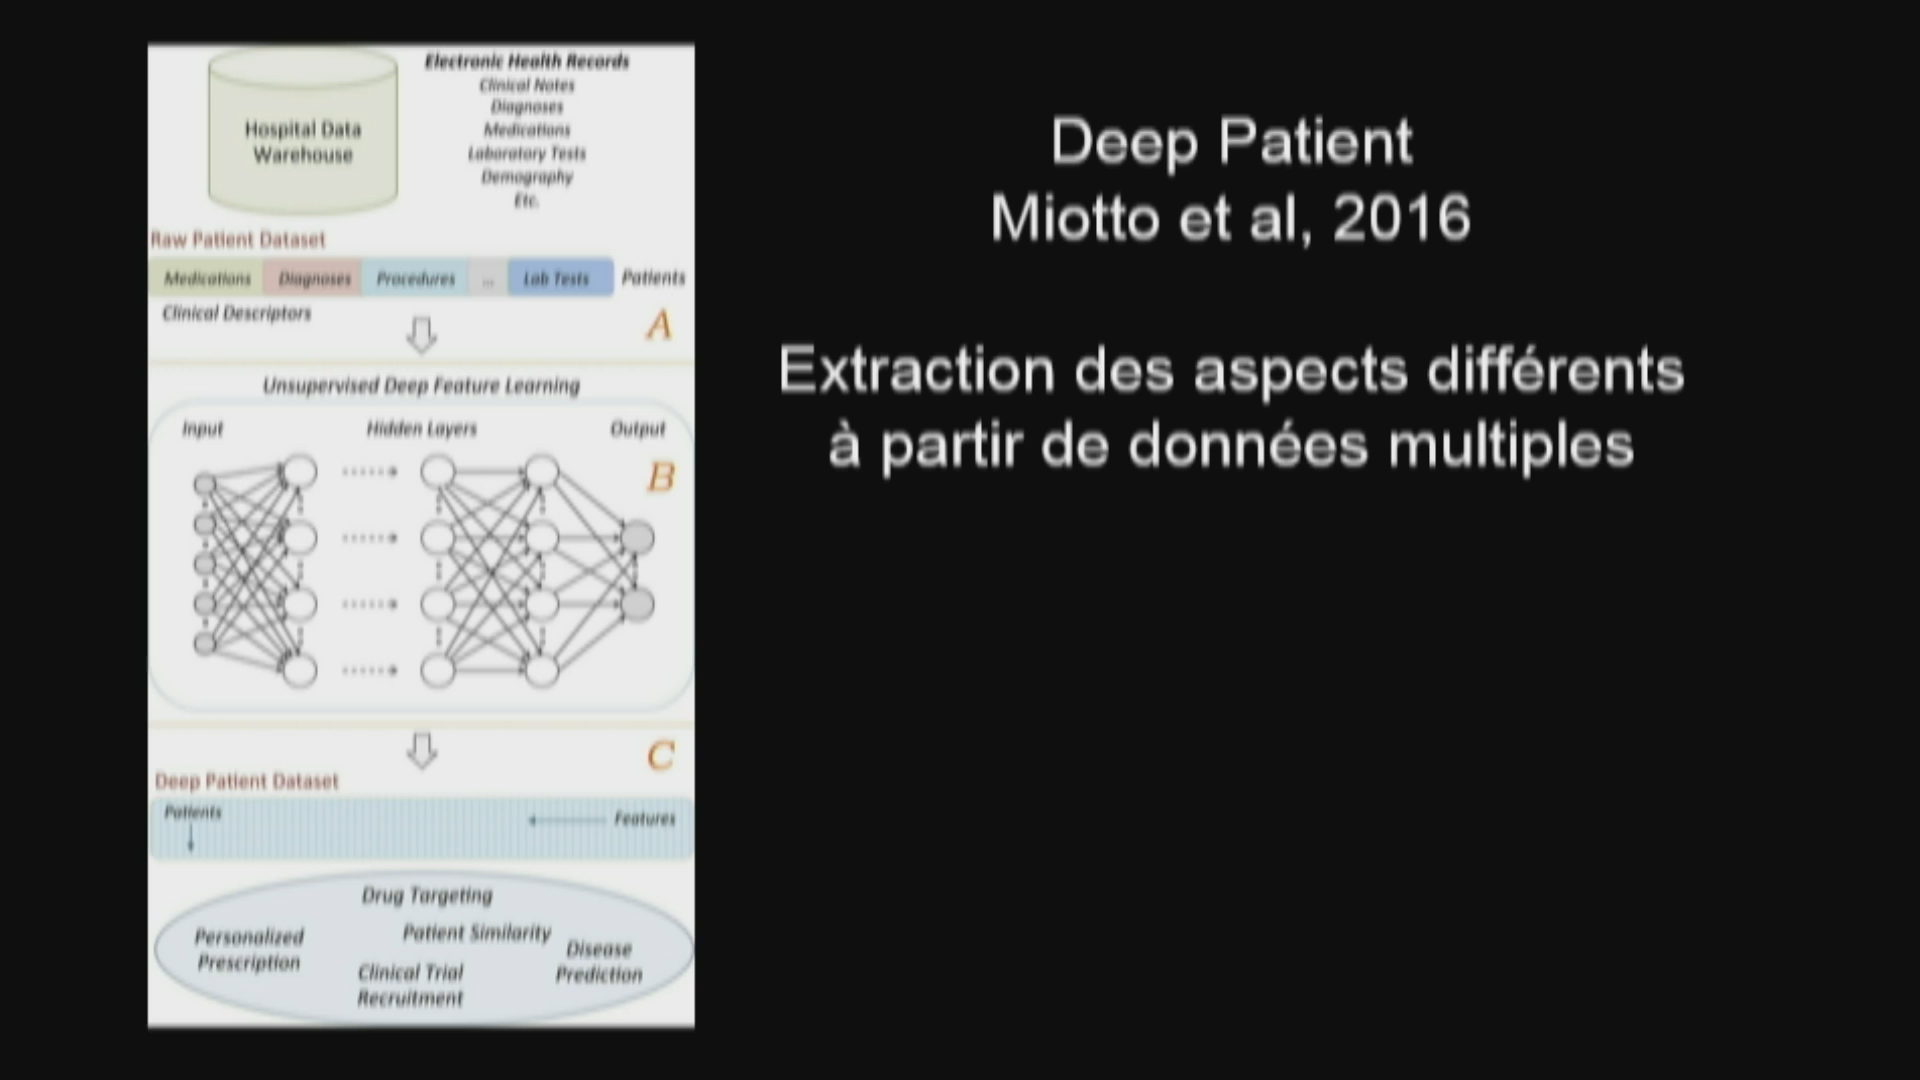 Hospital Data
Warehouse
Electronic Health Records
Clinical Notes
Diagnoses
Medications
Laboratory Tests
Demography
Etc.
Raw Patient Dataset
Medications Diagnoses Procedures ... Lab Tests Patients
Clinical Descriptors
A
Unsupervised Deep Feature Learning
Input Hidden Layers Output
B
C
Deep Patient Dataset
Patients Features
Drug Targeting
Personalized
Prescription
Patient Similarity
Clinical Trial
Recruitment
Disease
Prediction
Deep Patient
Miotto et al, 2016
Extraction des aspects différents
à partir de données multiples